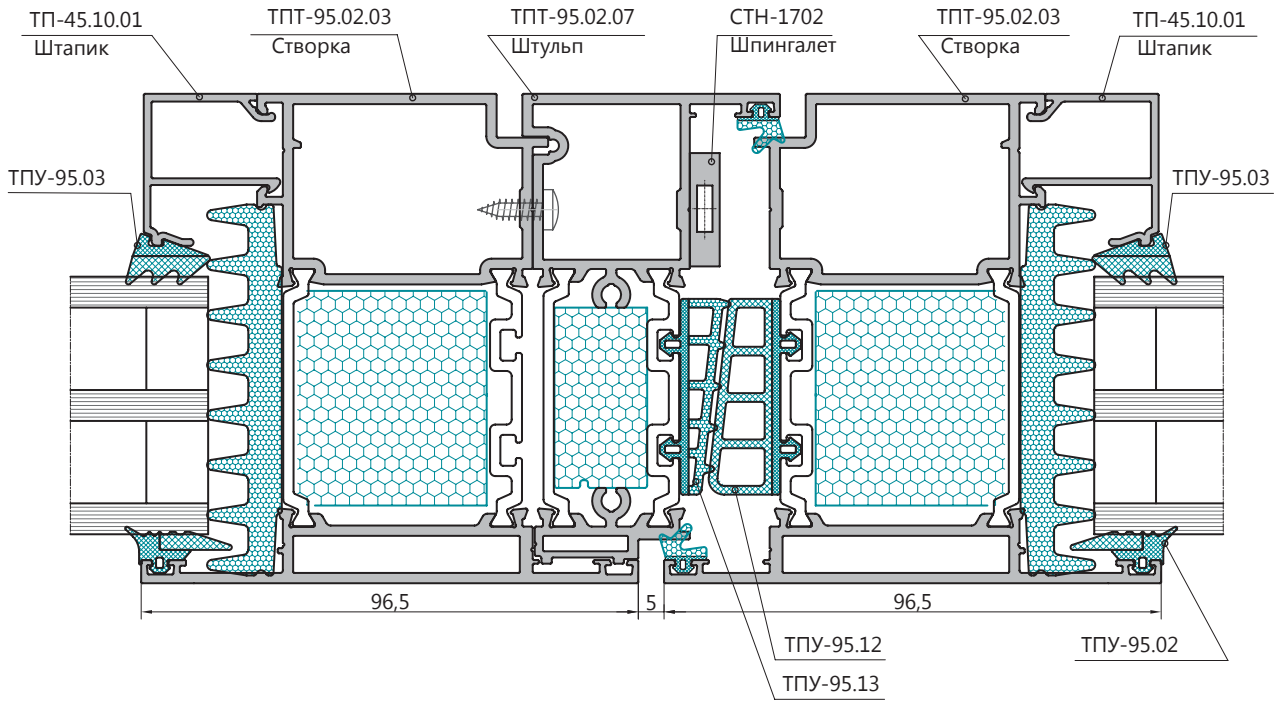 ТП-45.10.01
Штапик
ТПТ-95.02.03
Створка
ТПТ-95.02.07
Штульп
СТН-1702
Шпингалет
ТПТ-95.02.03
Створка
ТП-45.10.01
Штапик
ТПУ-95.03
ТПУ-95.03
96,5
5
96,5
ТПУ-95.12
ТПУ-95.02
ТПУ-95.13